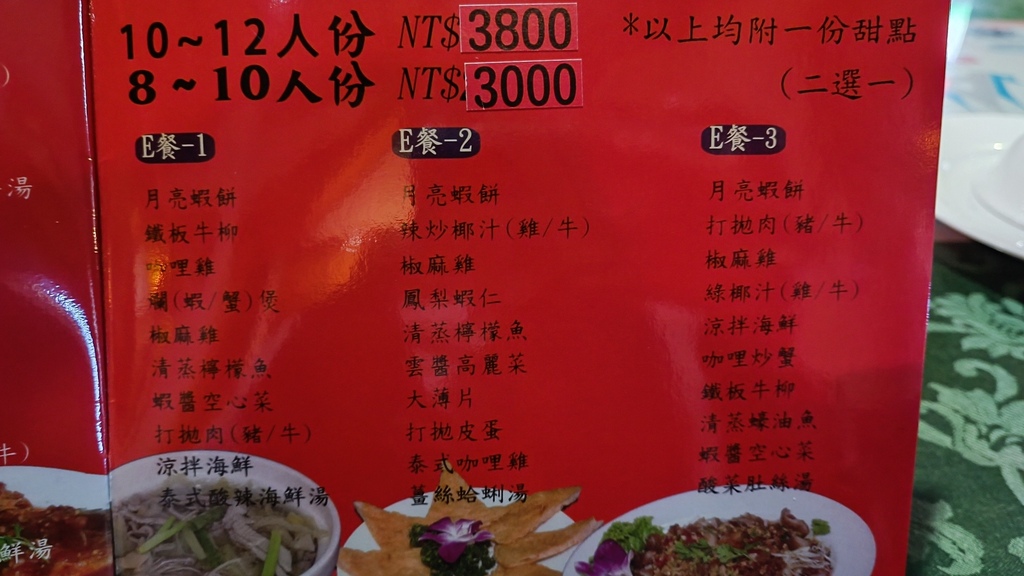 10~12人份 NT$3800 *以上均附一份甜點
8~10人份 NT$3000 (二選一)
E餐-1
月亮蝦餅
鐵板牛柳
咖哩雞
(蝦/蟹)煲
椒麻雞
清蒸檸檬魚
蝦醬空心菜
打拋肉(豬/牛)
涼拌海鮮
泰式酸辣海鮮湯
E餐-2
月亮蝦餅
辣炒椰汁(雞/牛)
椒麻雞
鳳梨蝦仁
清蒸檸檬魚
雲醬高麗菜
大薄片
打拋皮蛋
泰式咖哩雞
薑絲蛤蜊湯
E餐-3
月亮蝦餅
打拋肉(豬/牛)
椒麻雞
綠椰汁(雞/牛)
涼拌海鮮
咖哩炒蟹
鐵板牛柳
清蒸蠔油魚
蝦醬空心菜
酸菜肚絲湯
)
湯
牛)
鮮湯